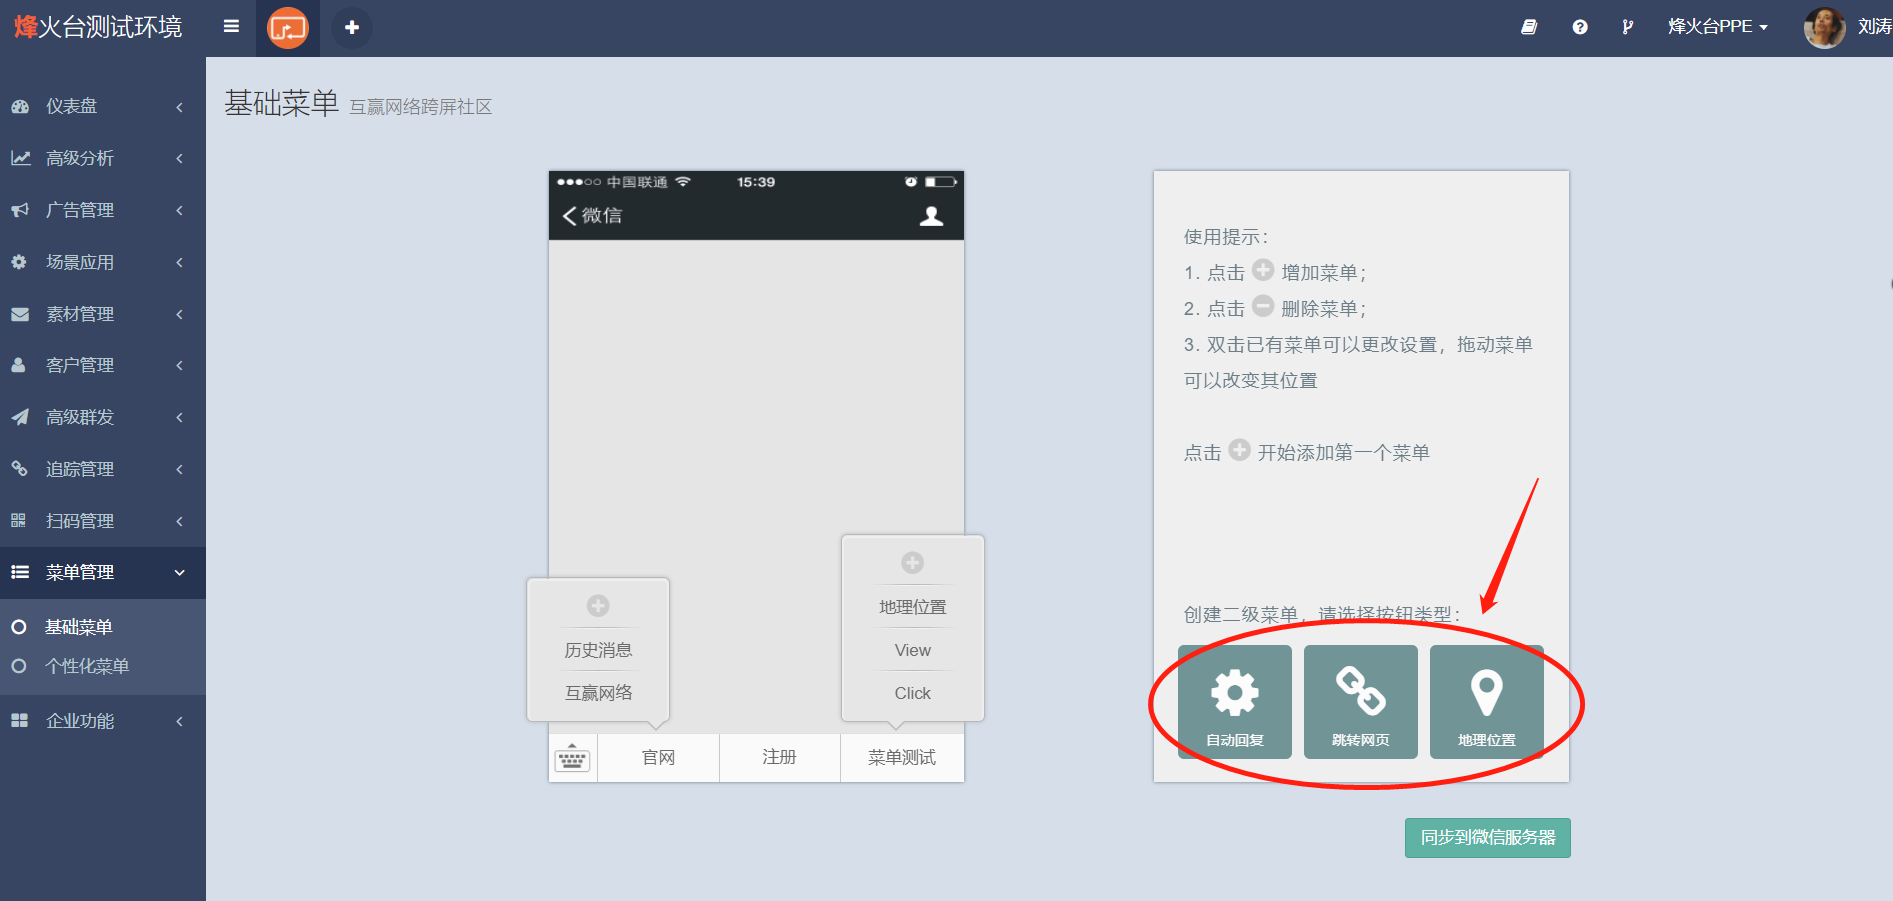 烽火台测试环境
烽火台PPE
刘涛
仪表盘
高级分析
广告管理
场景应用
素材管理
客户管理
高级群发
追踪管理
扫码管理
菜单管理
基础菜单
个性化菜单
企业功能
基础菜单 互赢网络跨屏社区
中国联通 15:39
微信
地理位置
View
Click
历史消息
互赢网络
官网 注册 菜单测试
使用提示：
1. 点击 增加菜单；
2. 点击 删除菜单；
3. 双击已有菜单可以更改设置，拖动菜单
可以改变其位置
点击 开始添加第一个菜单
创建二级菜单，请选择按钮类型：
自动回复 跳转网页 地理位置
同步到微信服务器